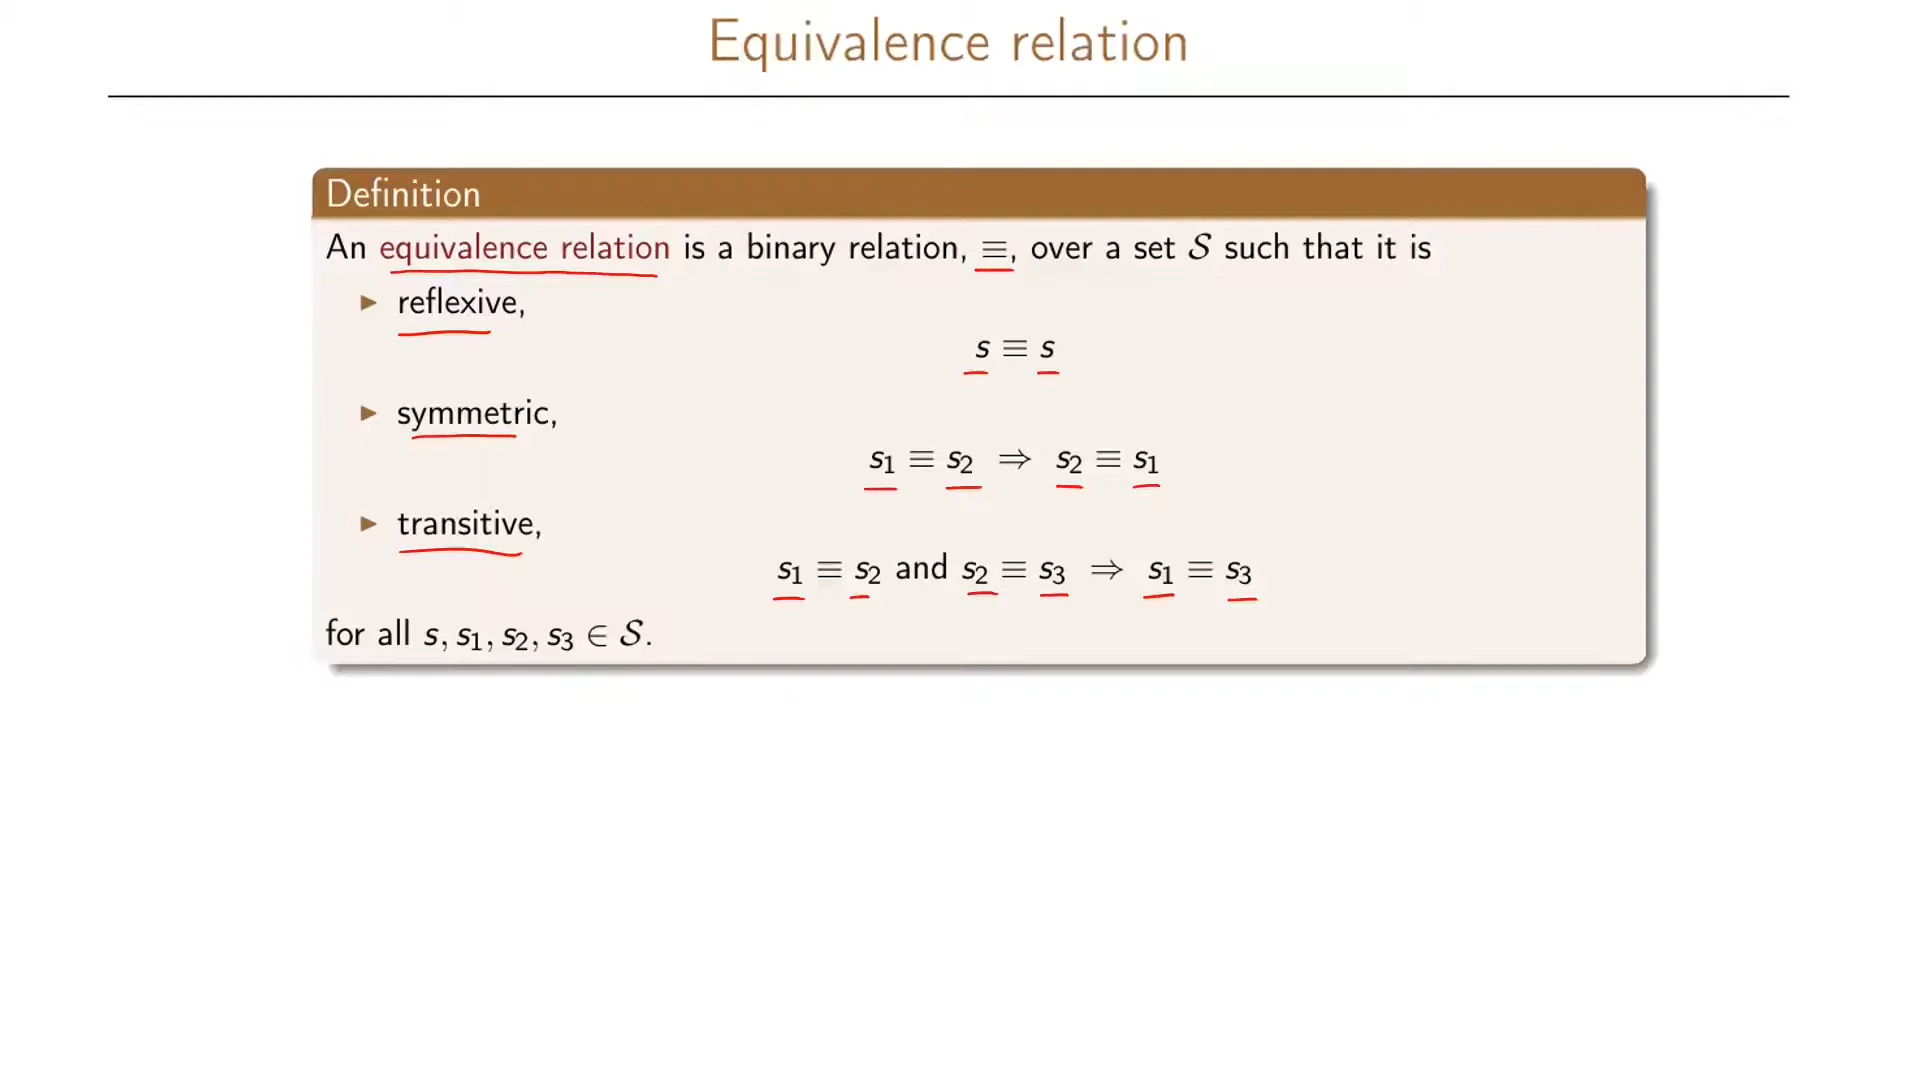 Equivalence relation
Definition
An equivalence relation is a binary relation, ≡, over a set 𝒮 such that it is
▶ reflexive,
s ≡ s
▶ symmetric,
s₁ ≡ s₂ ⇒ s₂ ≡ s₁
▶ transitive,
s₁ ≡ s₂ and s₂ ≡ s₃ ⇒ s₁ ≡ s₃
for all s, s₁, s₂, s₃ ∈ 𝒮.